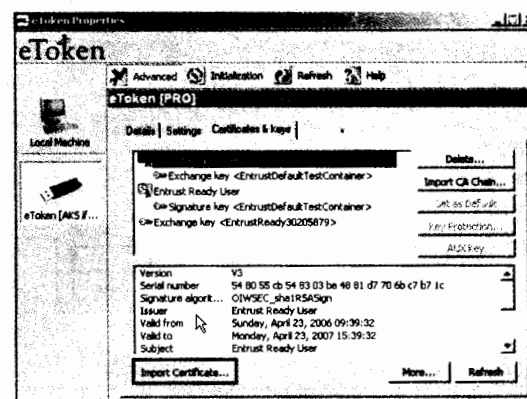 eToken Properties
eToken
Advanced Initialization Refresh Help
eToken [PRO]
Local Machine
eToken [AKS if...
Details Settings Certificates & keys
Exchange key <EntrustDefaultTestContainer>
Entrust Ready User
Signature key <EntrustDefaultTestContainer>
Exchange key <EntrustReady30205879>
Delete...
Import CA Chain...
Set as Default
Key Protection...
AUX key
Version V3
Serial number 54 80 55 cb 54 83 03 be 48 81 d7 70 6b c7 b7 1c
Signature algorit... OIWSEC_sha1RSASign
Issuer Entrust Ready User
Valid from Sunday, April 23, 2006 09:39:32
Valid to Monday, April 23, 2007 15:39:32
Subject Entrust Ready User
Import Certificate... More... Refresh